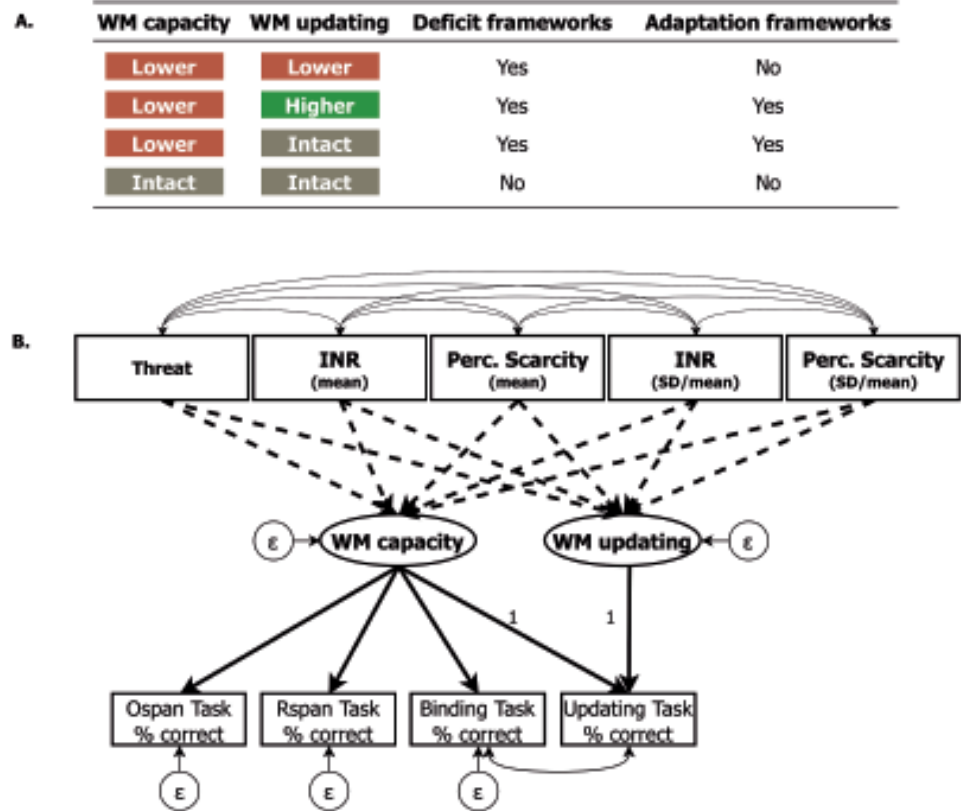 A.
WM capacity WM updating Deficit frameworks Adaptation frameworks
Lower Lower Yes No
Lower Higher Yes Yes
Lower Intact Yes Yes
Intact Intact No No
B.
Threat
INR
(mean)
Perc. Scarcity
(mean)
INR
(SD/mean)
Perc. Scarcity
(SD/mean)
ε
WM capacity
WM updating
ε
1
1
Ospan Task
% correct
Rspan Task
% correct
Binding Task
% correct
Updating Task
% correct
ε
ε
ε